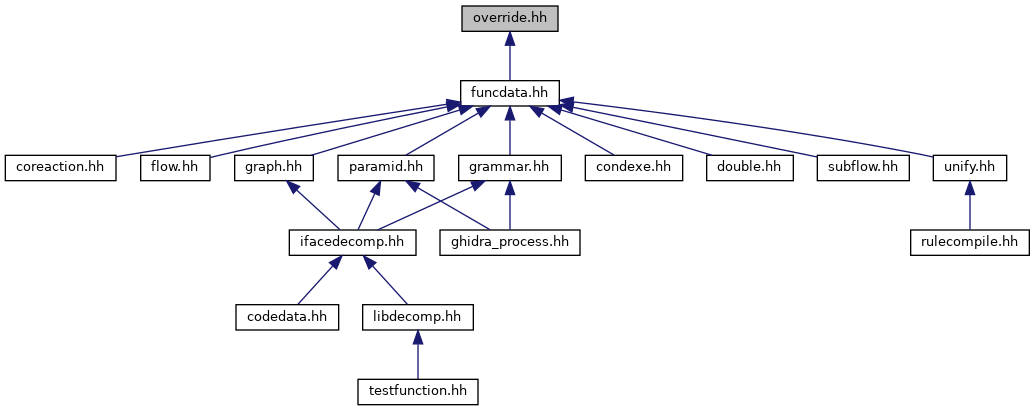 override.hh
funcdata.hh
coreaction.hh
flow.hh
graph.hh
paramid.hh
grammar.hh
condexe.hh
double.hh
subflow.hh
unify.hh
ifacedecomp.hh
ghidra_process.hh
rulecompile.hh
codedata.hh
libdecomp.hh
testfunction.hh